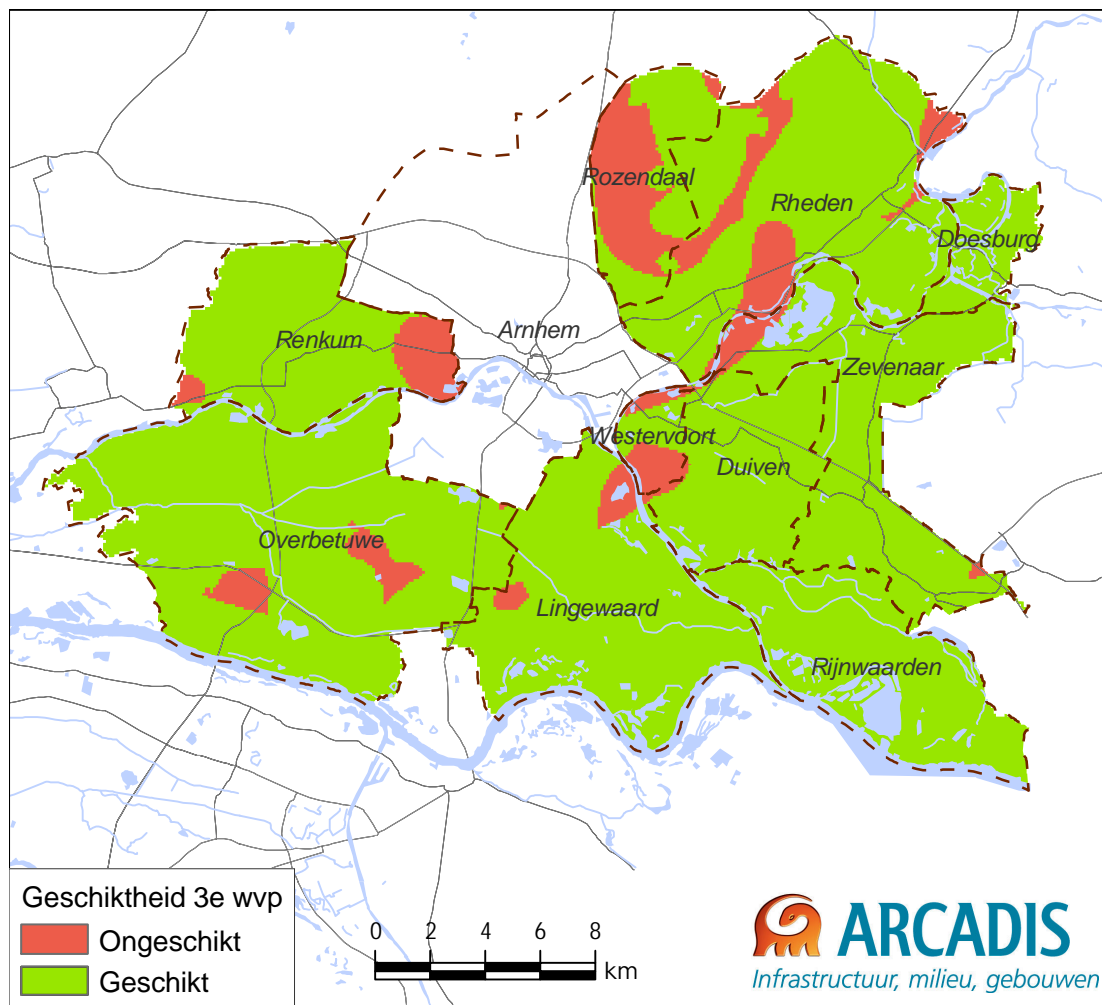 Rozendaal
Rheden
Doesburg
Renkum
Arnhem
Zevenaar
Westervoort
Duiven
Overbetuwe
Lingewaard
Rijnwaarden
Geschiktheid 3e wvp
Ongeschikt
Geschikt
0 2 4 6 8
km
ARCADIS
Infrastructuur, milieu, gebouwen